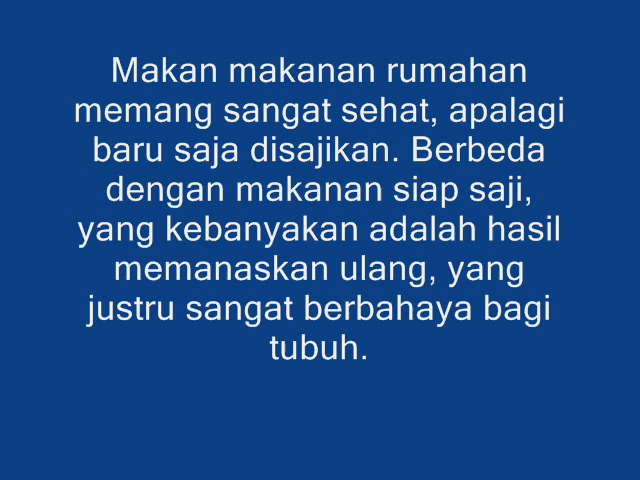 Makan makanan rumahan
memang sangat sehat, apalagi
baru saja disajikan. Berbeda
dengan makanan siap saji,
yang kebanyakan adalah hasil
memanaskan ulang, yang
justru sangat berbahaya bagi
tubuh.